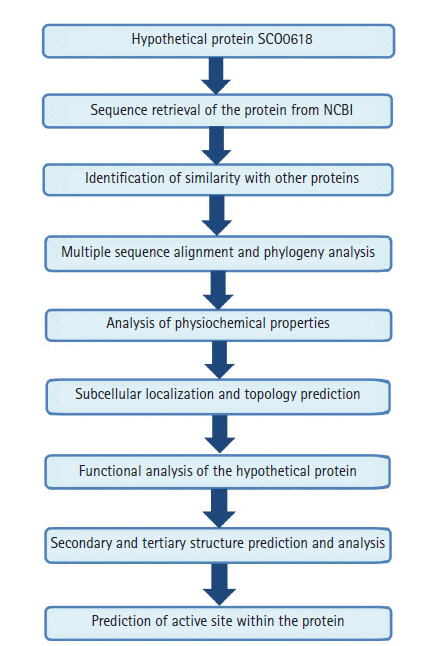 Hypothetical protein SCO0618
Sequence retrieval of the protein from NCBI
Identification of similarity with other proteins
Multiple sequence alignment and phylogeny analysis
Analysis of physiochemical properties
Subcellular localization and topology prediction
Functional analysis of the hypothetical protein
Secondary and tertiary structure prediction and analysis
Prediction of active site within the protein